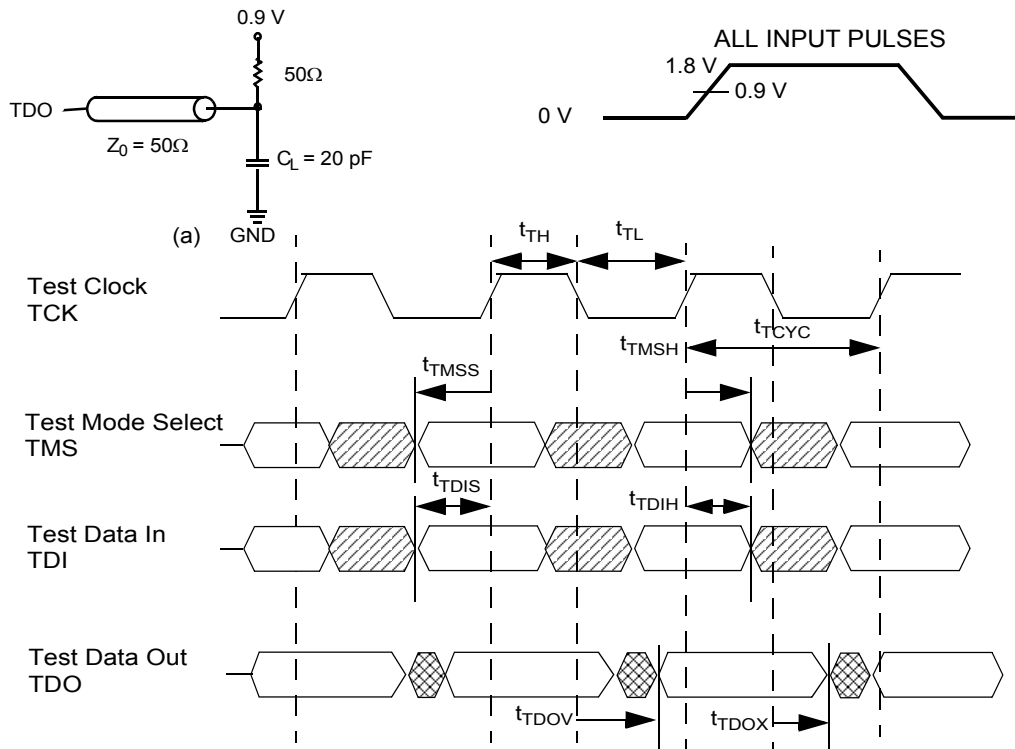 0.9 V
ALL INPUT PULSES
50Ω
1.8 V
0.9 V
TDO
0 V
Z0 = 50Ω
CL = 20 pF
(a) GND
tTH
tTL
Test Clock
TCK
tTMSH
tTCYC
tTMSS
Test Mode Select
TMS
tTDIS
tTDIH
Test Data In
TDI
Test Data Out
TDO
tTDOV
tTDOX